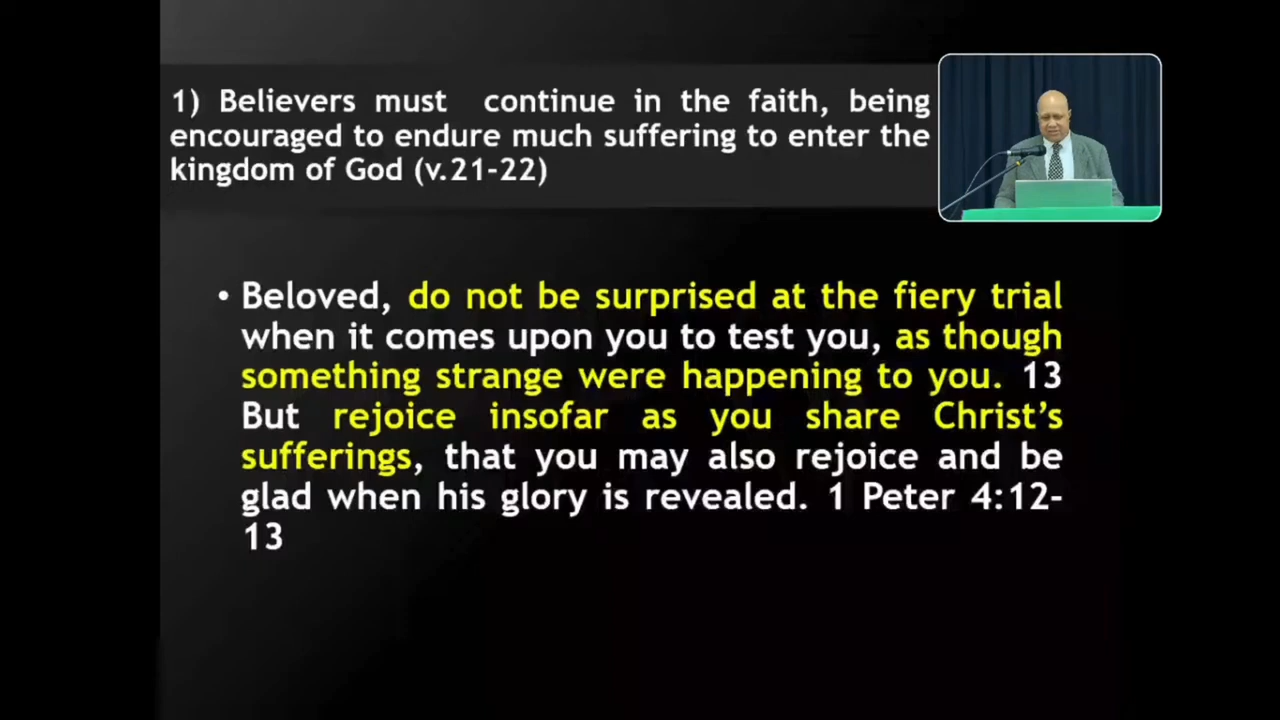 1) Believers must continue in the faith, being
encouraged to endure much suffering to enter the
kingdom of God (v.21-22)
• Beloved, do not be surprised at the fiery trial
when it comes upon you to test you, as though
something strange were happening to you. 13
But rejoice insofar as you share Christ’s
sufferings, that you may also rejoice and be
glad when his glory is revealed. 1 Peter 4:12-
13